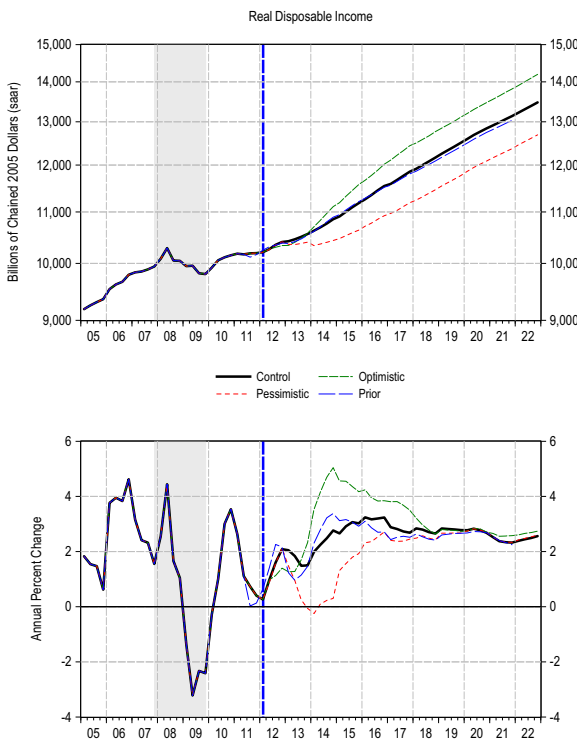 Real Disposable Income
Billions of Chained 2005 Dollars (saar)
15,000 15,000
14,000 14,000
13,000 13,000
12,000 12,000
11,000 11,000
10,000 10,000
9,000 9,000
05 06 07 08 09 10 11 12 13 14 15 16 17 18 19 20 21 22
Control Optimistic
Pessimistic Prior
Annual Percent Change
6 6
4 4
2 2
0 0
-2 -2
-4 -4
05 06 07 08 09 10 11 12 13 14 15 16 17 18 19 20 21 22